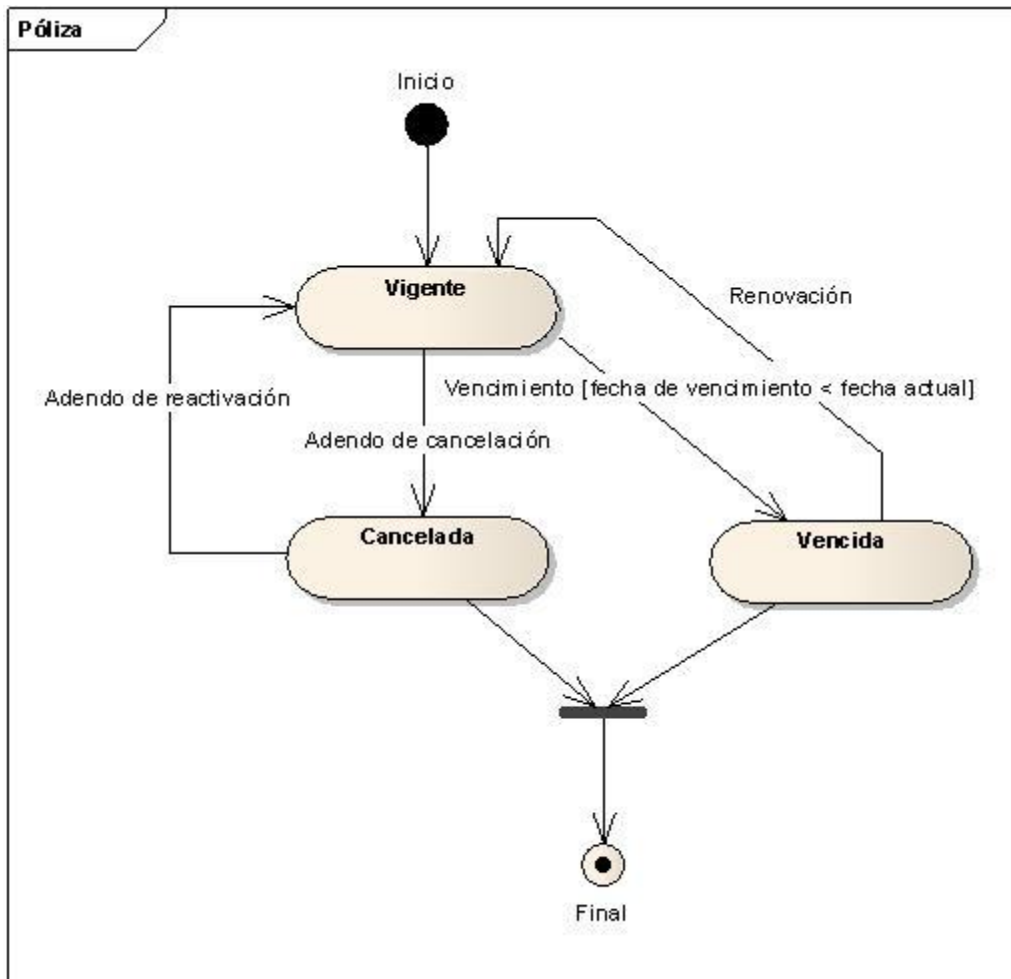 Póliza
Inicio
Vigente
Renovación
Vencimiento [fecha de vencimiento < fecha actual]
Adendo de reactivación
Adendo de cancelación
Cancelada
Vencida
Final